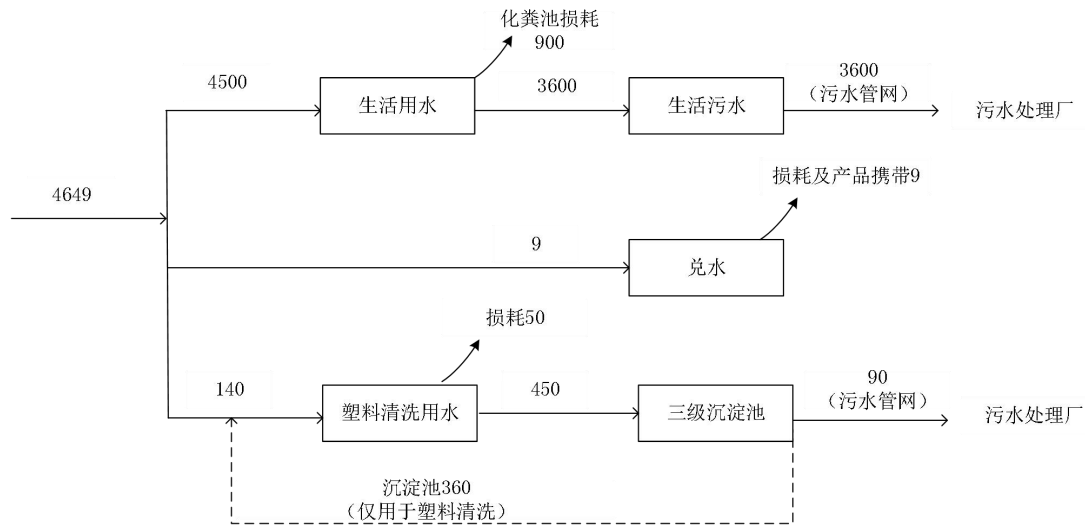 化粪池损耗
900
4500
生活用水
3600
生活污水
3600
（污水管网）
污水处理厂
4649
损耗及产品携带9
9
兑水
损耗50
140
塑料清洗用水
450
三级沉淀池
90
（污水管网）
污水处理厂
沉淀池360
（仅用于塑料清洗）